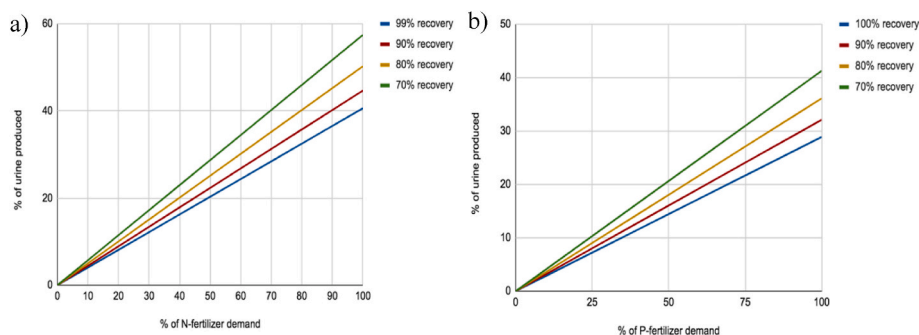 a)
60
40
20
0
% of urine produced
0 10 20 30 40 50 60 70 80 90 100
% of N-fertilizer demand
99% recovery
90% recovery
80% recovery
70% recovery
b)
50
40
30
20
10
0
% of urine produced
0 25 50 75 100
% of P-fertilizer demand
100% recovery
90% recovery
80% recovery
70% recovery